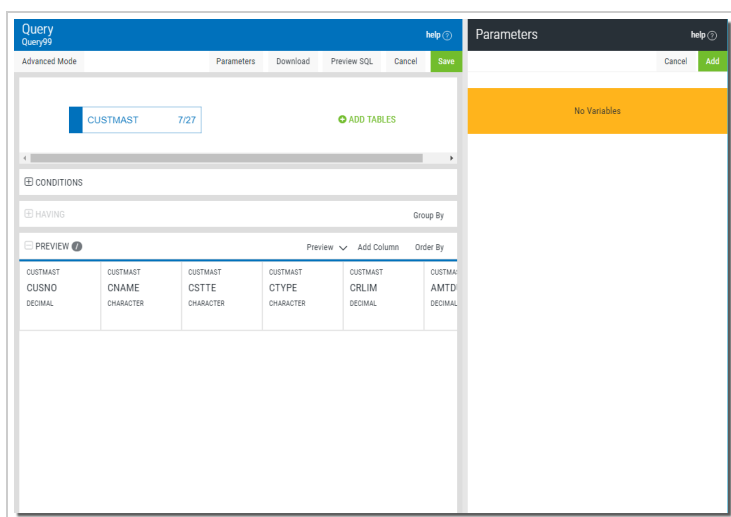 Query
Query99
help ?
Advanced Mode
Parameters
Download
Preview SQL
Cancel
Save
CUSTMAST 7/27
ADD TABLES
CONDITIONS
HAVING
Group By
PREVIEW i
Preview
Add Column
Order By
CUSTMAST
CUSNO
DECIMAL
CUSTMAST
CNAME
CHARACTER
CUSTMAST
CSTTE
CHARACTER
CUSTMAST
CTYPE
CHARACTER
CUSTMAST
CRLIM
DECIMAL
CUSTMA
AMTD
DECIMAL
Parameters
help ?
Cancel
Add
No Variables